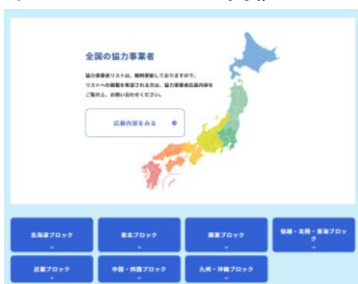 全国の協力事業者
協力事業者リストは、随時更新しておりますので、
リストへの掲載を希望される方は、協力事業者応募内容を
ご覧の上、お問い合わせください。
応募内容をみる
北海道ブロック
東北ブロック
関東ブロック
信越・北陸・東海ブロッ
ク
近畿ブロック
中国・四国ブロック
九州・沖縄ブロック